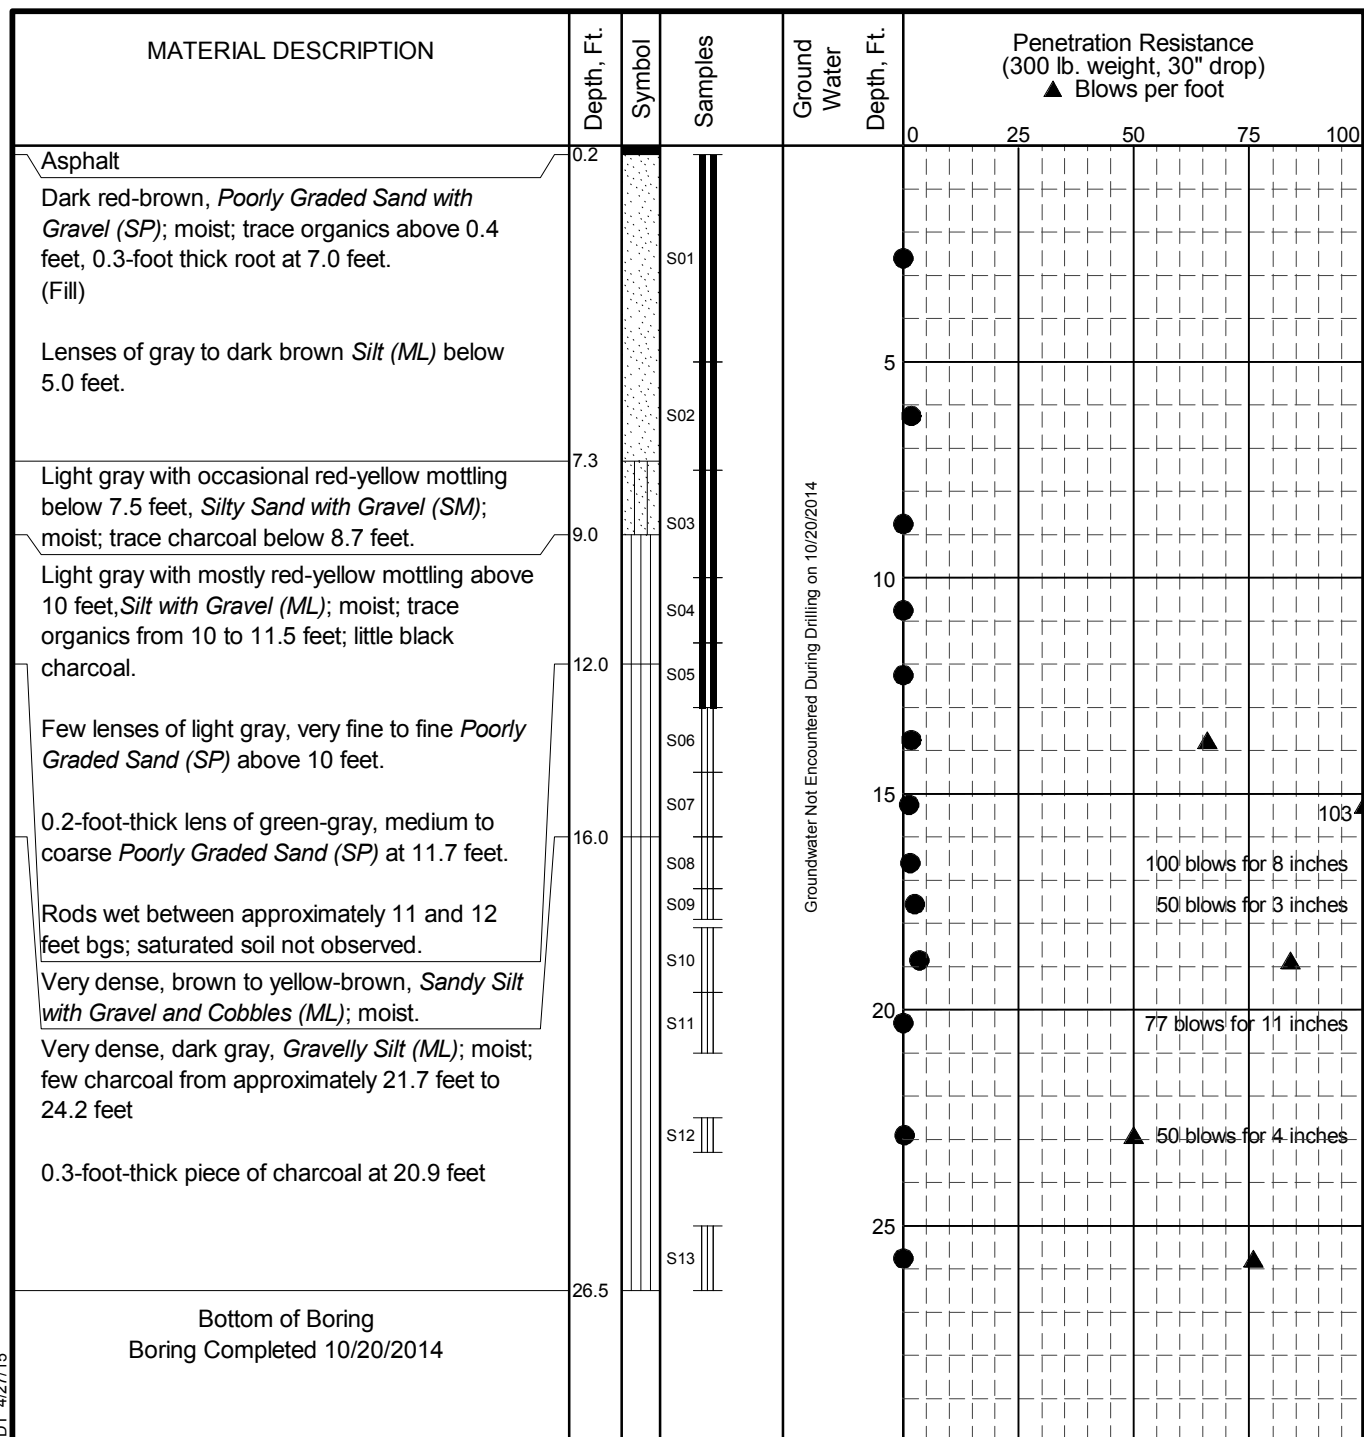 MATERIAL DESCRIPTION
Depth, Ft.
Symbol
Samples
Ground
Water
Depth, Ft.
Penetration Resistance
(300 lb. weight, 30" drop)
▲ Blows per foot
0 25 50 75 100
Asphalt
0.2
Dark red-brown, Poorly Graded Sand with
Gravel (SP); moist; trace organics above 0.4
feet, 0.3-foot thick root at 7.0 feet.
(Fill)
Lenses of gray to dark brown Silt (ML) below
5.0 feet.
7.3
Light gray with occasional red-yellow mottling
below 7.5 feet, Silty Sand with Gravel (SM);
moist; trace charcoal below 8.7 feet.
9.0
Light gray with mostly red-yellow mottling above
10 feet,Silt with Gravel (ML); moist; trace
organics from 10 to 11.5 feet; little black
charcoal.
12.0
Few lenses of light gray, very fine to fine Poorly
Graded Sand (SP) above 10 feet.
0.2-foot-thick lens of green-gray, medium to
coarse Poorly Graded Sand (SP) at 11.7 feet.
16.0
Rods wet between approximately 11 and 12
feet bgs; saturated soil not observed.
Very dense, brown to yellow-brown, Sandy Silt
with Gravel and Cobbles (ML); moist.
Very dense, dark gray, Gravelly Silt (ML); moist;
few charcoal from approximately 21.7 feet to
24.2 feet
0.3-foot-thick piece of charcoal at 20.9 feet
26.5
Bottom of Boring
Boring Completed 10/20/2014
S01
S02
S03
S04
S05
S06
S07
S08
S09
S10
S11
S12
S13
Groundwater Not Encountered During Drilling on 10/20/2014
5
10
15
20
25
103
100 blows for 8 inches
50 blows for 3 inches
77 blows for 11 inches
50 blows for 4 inches